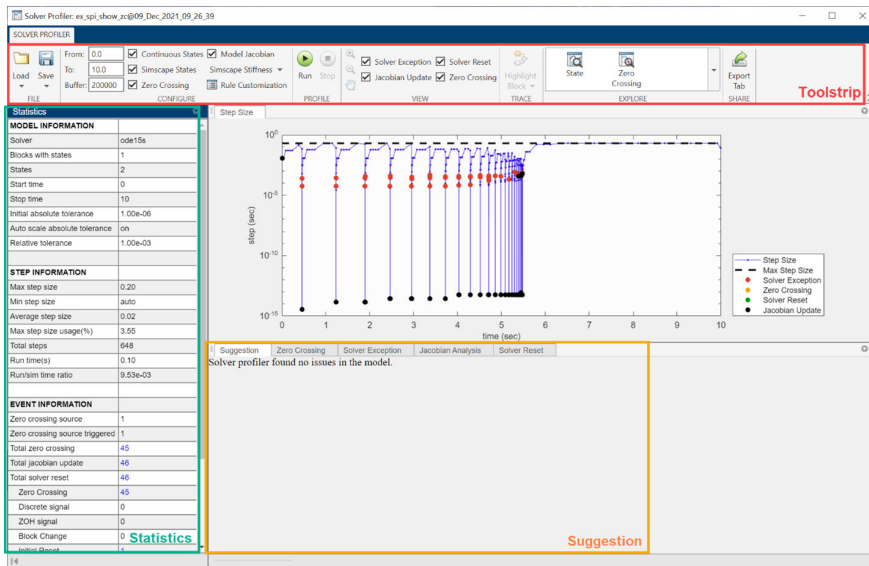 Solver Profiler: ex_spi_show_zc@09_Dec_2021_09_26_39
SOLVER PROFILER
Load Save
FILE
From: 0.0
To: 10.0
Buffer: 200000
Continuous States
Simscape States
Zero Crossing
Model Jacobian
Simscape Stiffness
Rule Customization
CONFIGURE
Run Stop
PROFILE
Solver Exception Solver Reset
Jacobian Update Zero Crossing
VIEW
Highlight
Block
TRACE
State
Zero
Crossing
EXPLORE
Export
Tab
SHARE
Toolstrip
Statistics
MODEL INFORMATION
Solver ode15s
Blocks with states 1
States 2
Start time 0
Stop time 10
Initial absolute tolerance 1.00e-06
Auto scale absolute tolerance on
Relative tolerance 1.00e-03
STEP INFORMATION
Max step size 0.20
Min step size auto
Average step size 0.02
Max step size usage(%) 3.55
Total steps 648
Run time(s) 0.10
Run/sim time ratio 9.53e-03
EVENT INFORMATION
Zero crossing source 1
Zero crossing source triggered 1
Total zero crossing 45
Total jacobian update 46
Total solver reset 46
Zero Crossing 45
Discrete signal 0
ZOH signal 0
Block Change 0
Initial Reset 1
Statistics
Step Size
10^0
10^-5
10^-10
10^-15
step (sec)
0 1 2 3 4 5 6 7 8 9 10
time (sec)
Step Size
Max Step Size
Solver Exception
Zero Crossing
Solver Reset
Jacobian Update
Suggestion Zero Crossing Solver Exception Jacobian Analysis Solver Reset
Solver profiler found no issues in the model.
Suggestion